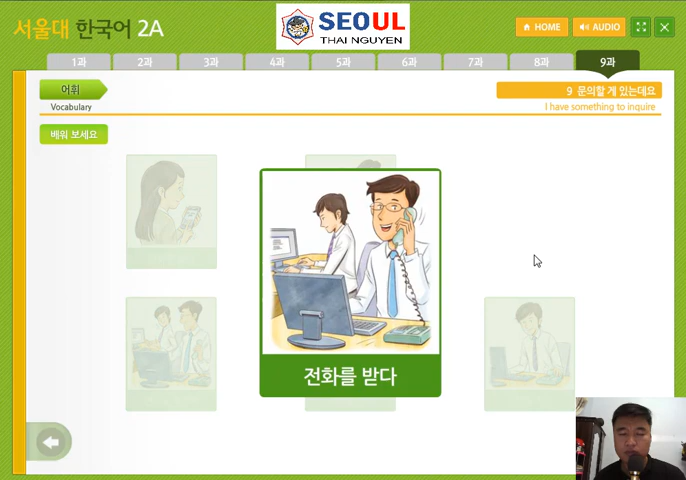 서울대 한국어 2A
SEOUL
THAI NGUYEN
HOME
AUDIO
1과
2과
3과
4과
5과
6과
7과
8과
9과
어휘
Vocabulary
9 문의할 게 있는데요
I have something to inquire
배워 보세요
전화를 받다